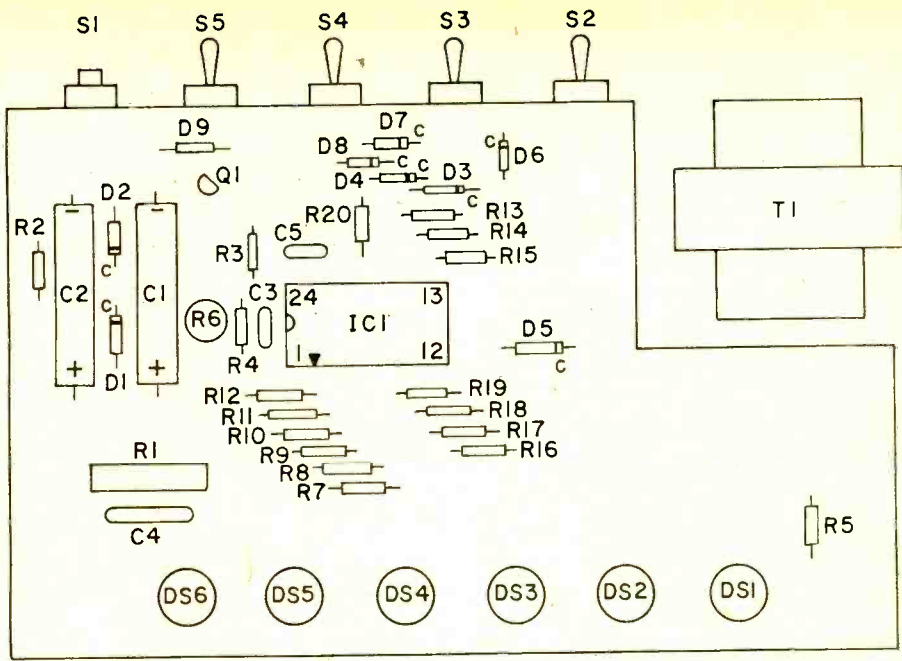 S1 S5 S4 S3 S2
D9 D7 C
D8 C C D6
D4 D3 C
Q1
T1
R2 D2 R20 R13
R14
C5 R15
R3
C
C2 C1 C3 24 13
C R6 IC1
R4 1 12 D5 C
D1
R12 R19
R11 R18
R10 R17
R9 R16
R8
R7
R1
C4
R5
DS6 DS5 DS4 DS3 DS2 DS1
- -
+ +
C